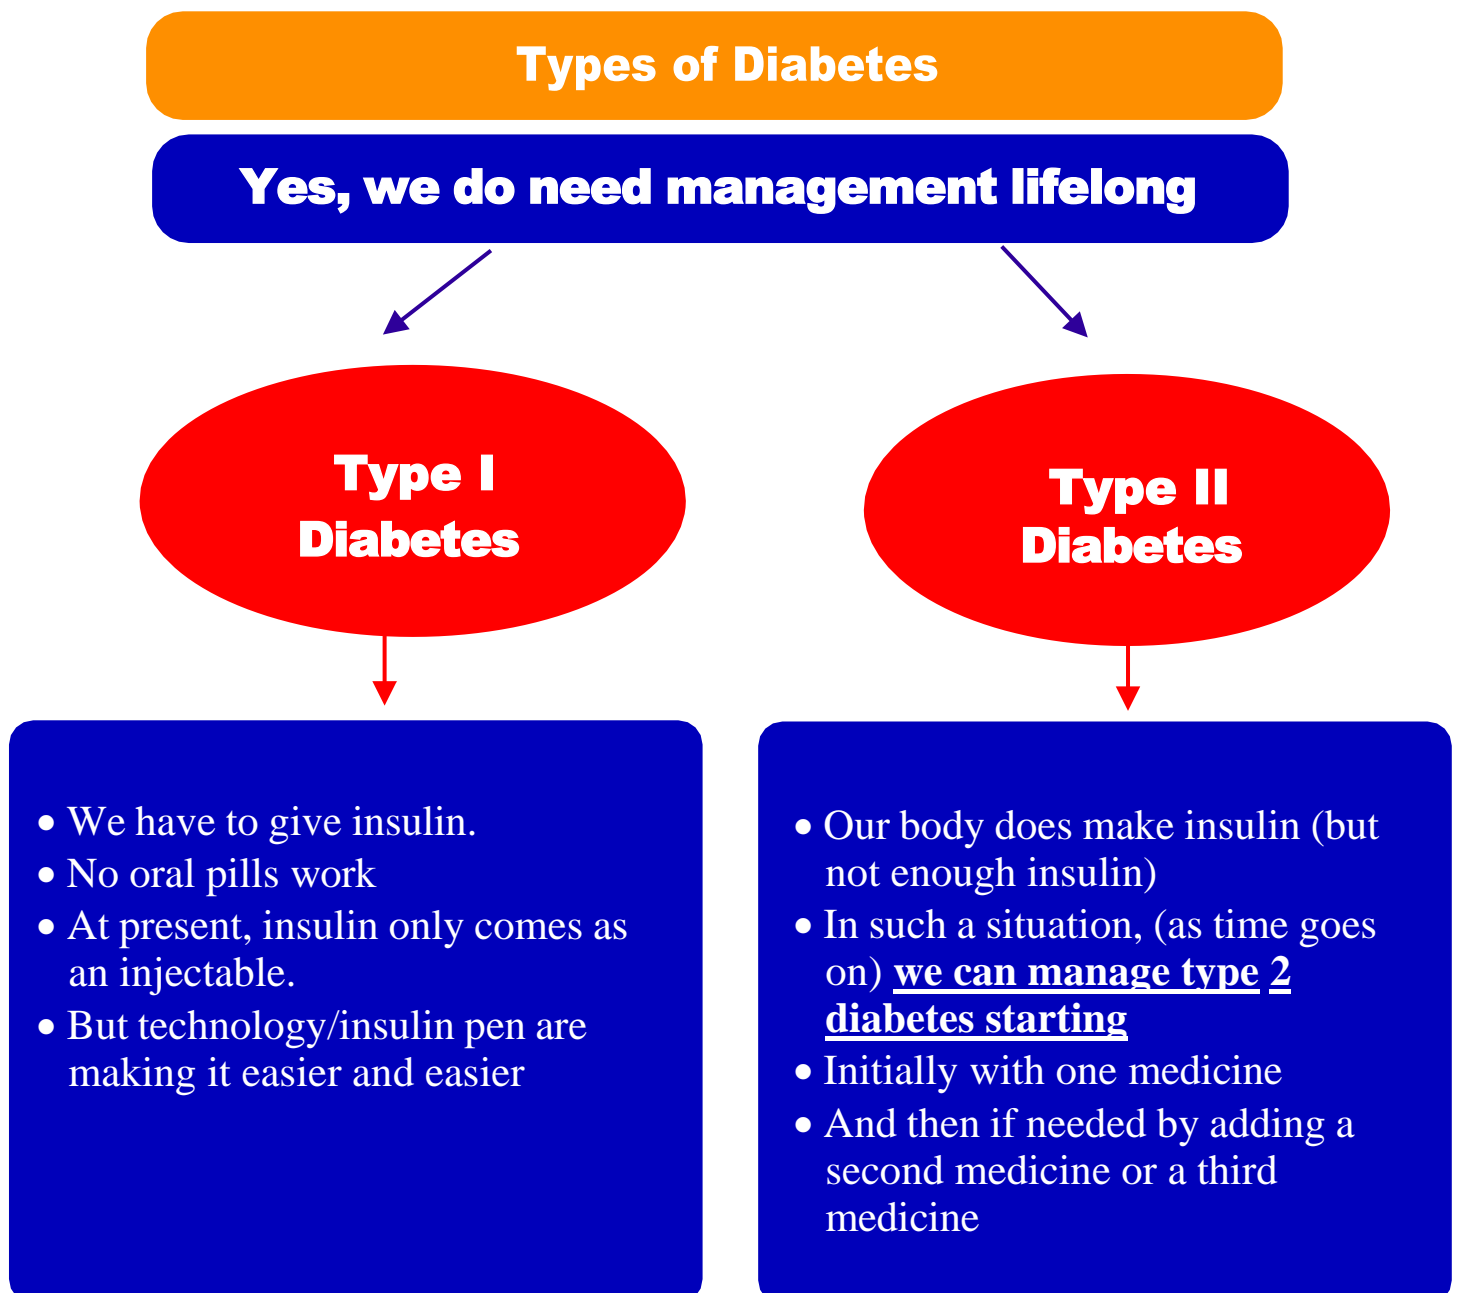 Types of Diabetes
Yes, we do need management lifelong
Type I
Diabetes
Type II
Diabetes
• We have to give insulin.
• No oral pills work
• At present, insulin only comes as
an injectable.
• But technology/insulin pen are
making it easier and easier
• Our body does make insulin (but
not enough insulin)
• In such a situation, (as time goes
on) we can manage type 2
diabetes starting
• Initially with one medicine
• And then if needed by adding a
second medicine or a third
medicine